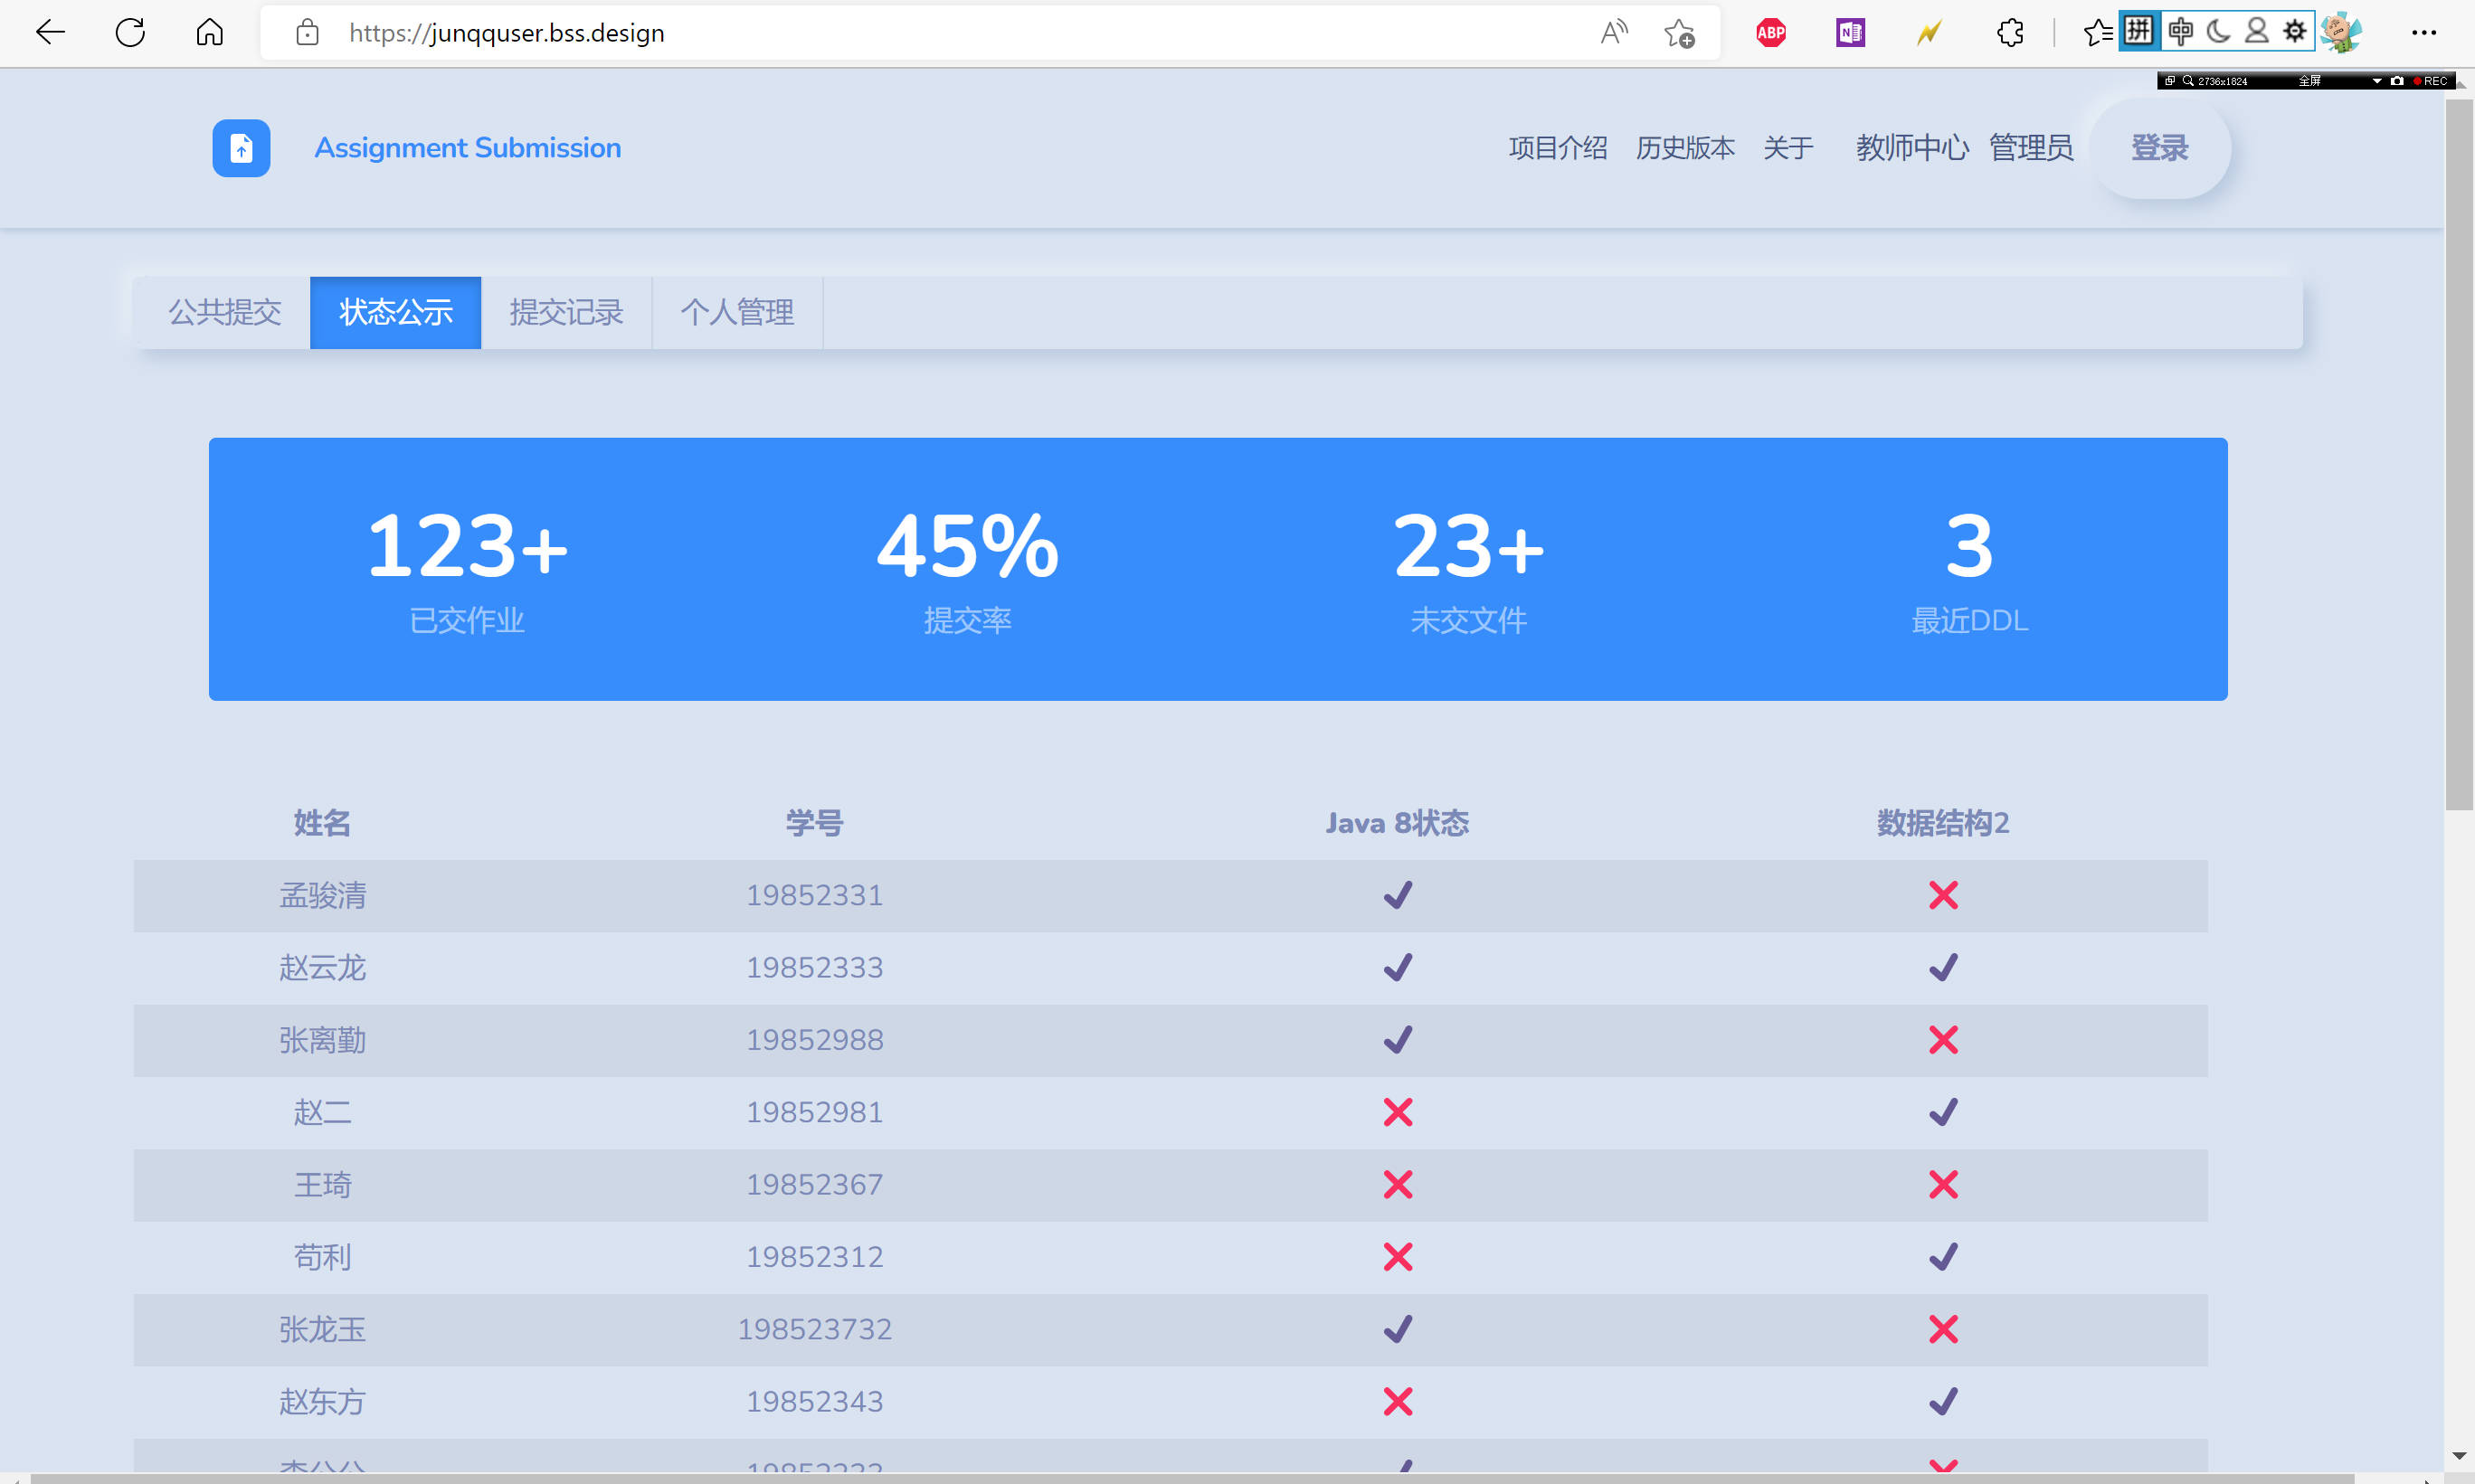 https://junqquser.bss.design
ABP
N
拼 中
2736x1824 全屏 REC
Assignment Submission
项目介绍 历史版本 关于 教师中心 管理员 登录
公共提交 状态公示 提交记录 个人管理
123+ 45% 23+ 3
已交作业 提交率 未交文件 最近DDL
姓名 学号 Java 8状态 数据结构2
孟骏清 19852331
赵云龙 19852333
张离勤 19852988
赵二 19852981
王琦 19852367
苟利 19852312
张龙玉 198523732
赵东方 19852343